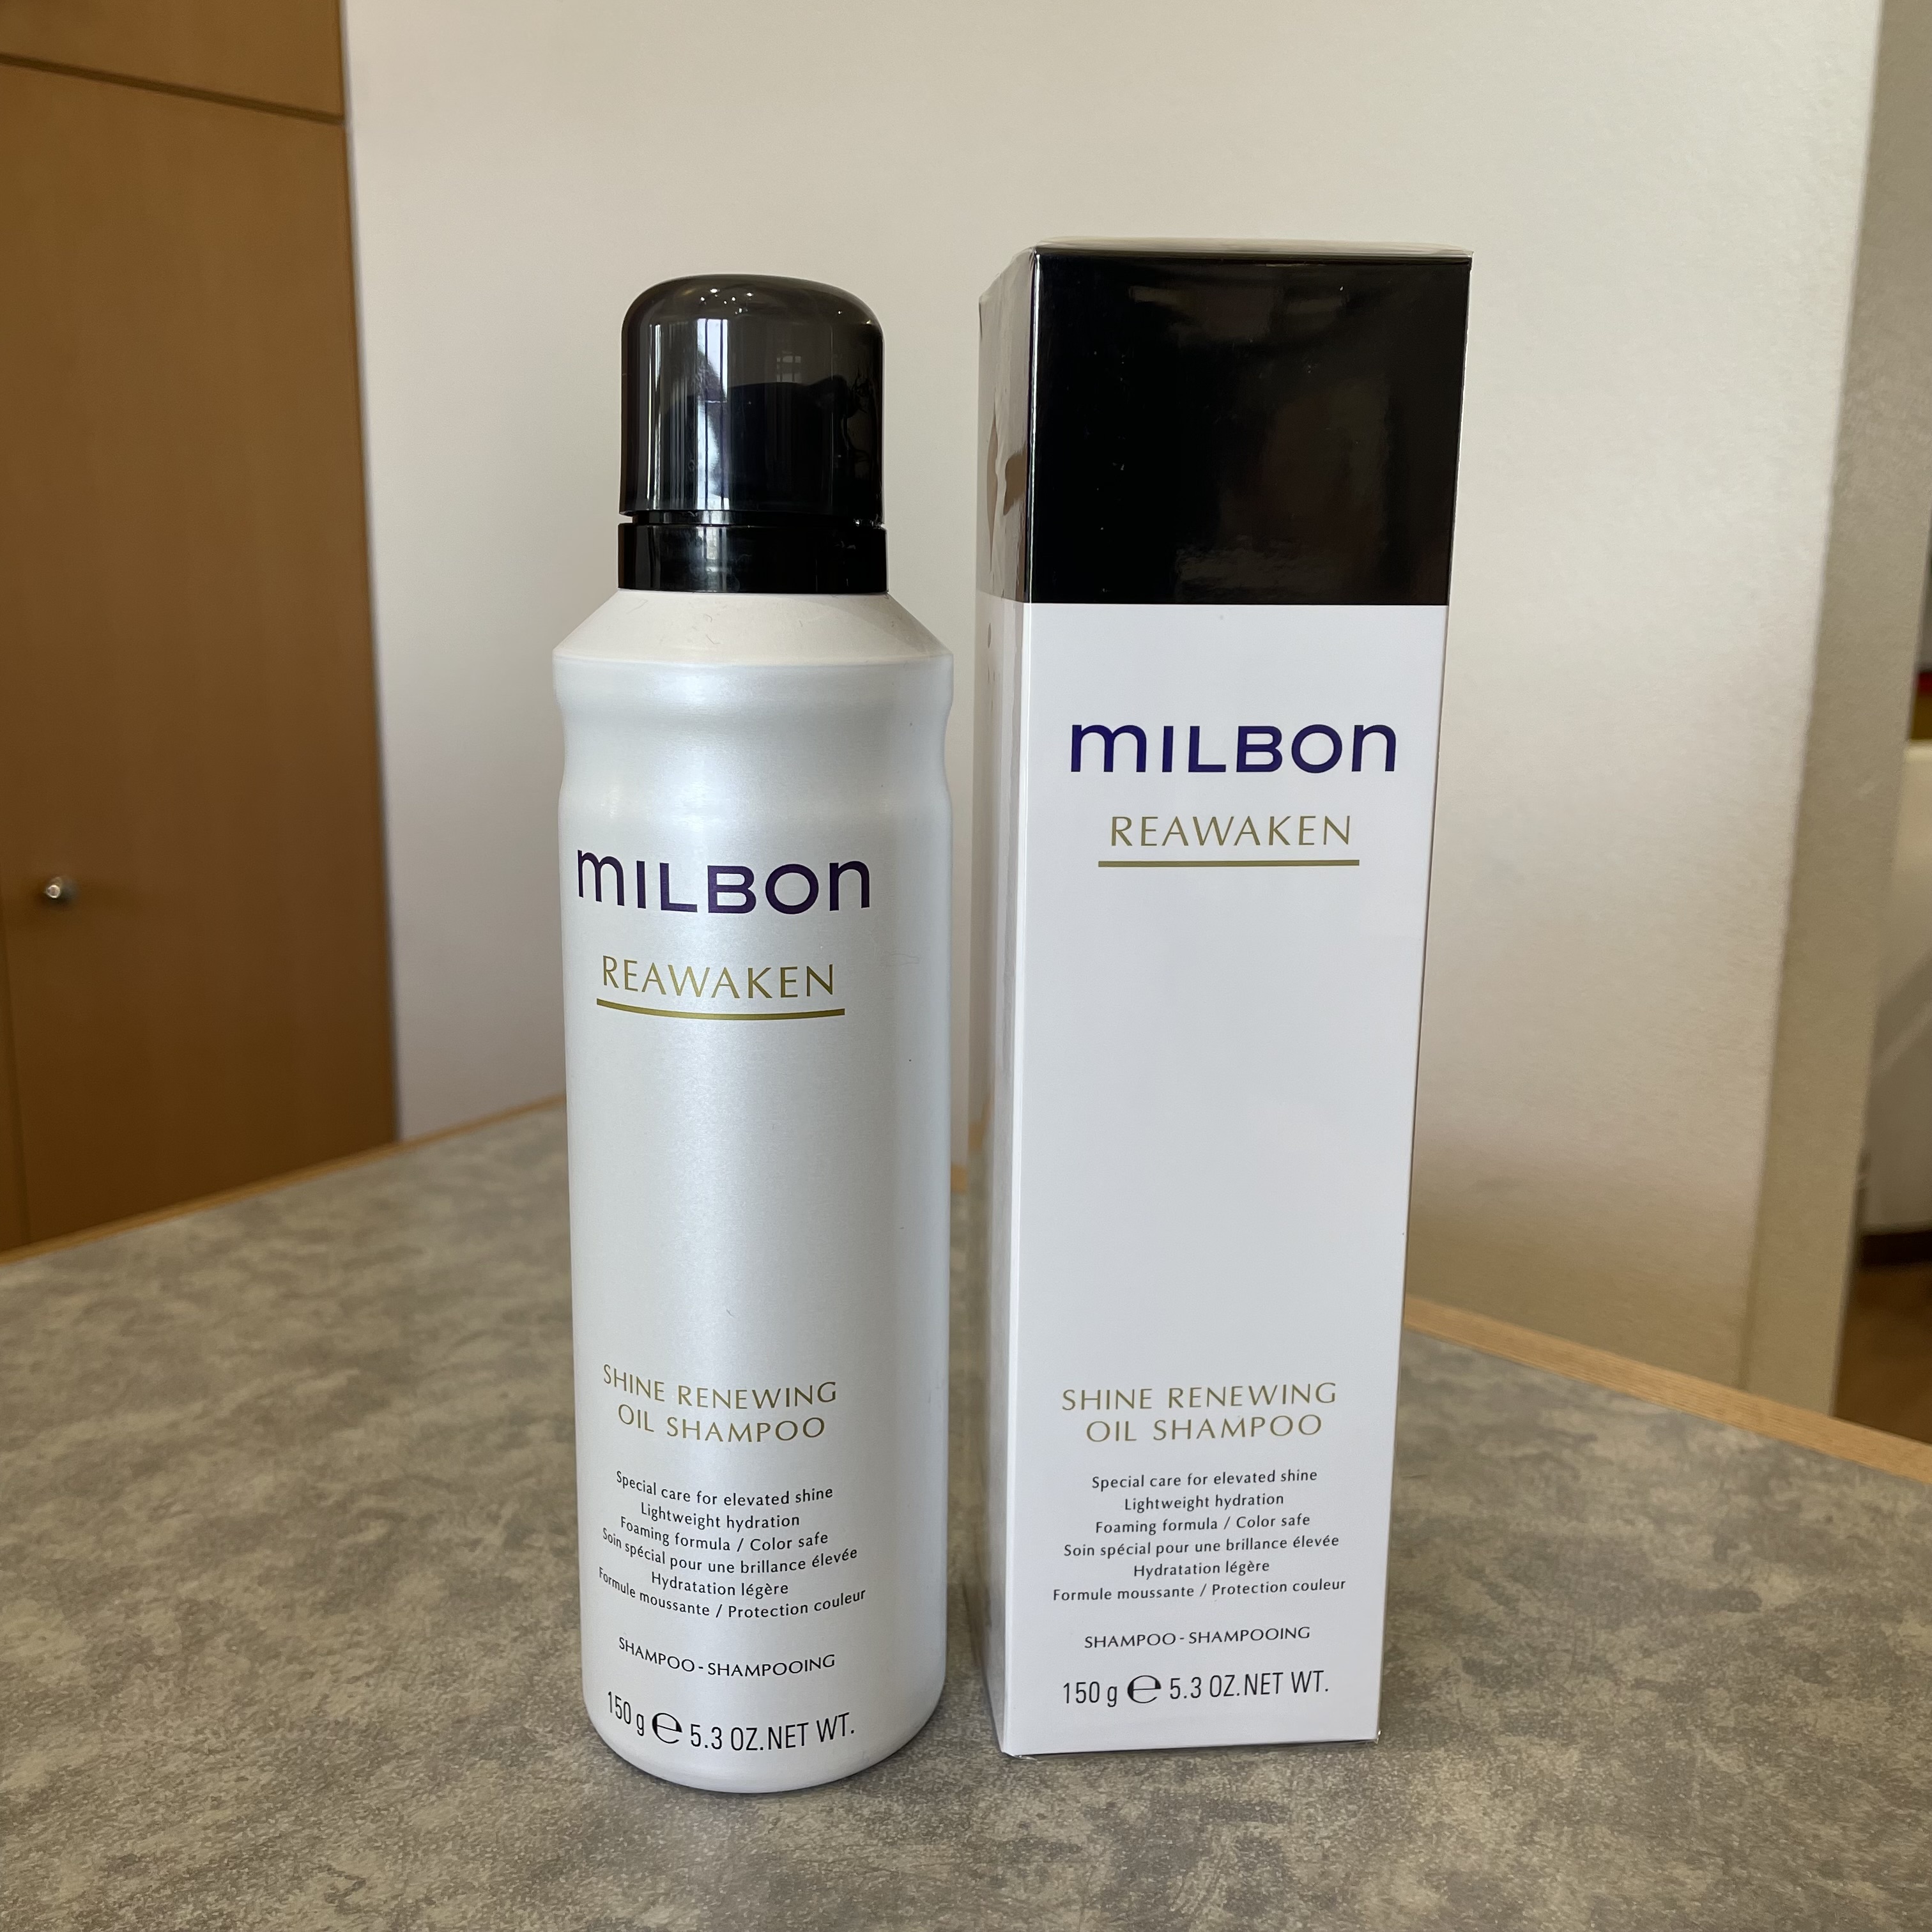 mILBon
REAWAKEN
SHINE RENEWING
OIL SHAMPOO
Special care for elevated shine
Lightweight hydration
Foaming formula / Color safe
Soin spécial pour une brillance élevée
Hydratation légère
Formule moussante / Protection couleur
SHAMPOO-SHAMPOOING
150 g ℮ 5.3 OZ.NET WT.
mILBon
REAWAKEN
SHINE RENEWING
OIL SHAMPOO
Special care for elevated shine
Lightweight hydration
Foaming formula / Color safe
Soin spécial pour une brillance élevée
Hydratation légère
Formule moussante / Protection couleur
SHAMPOO-SHAMPOOING
150 g ℮ 5.3 OZ.NET WT.